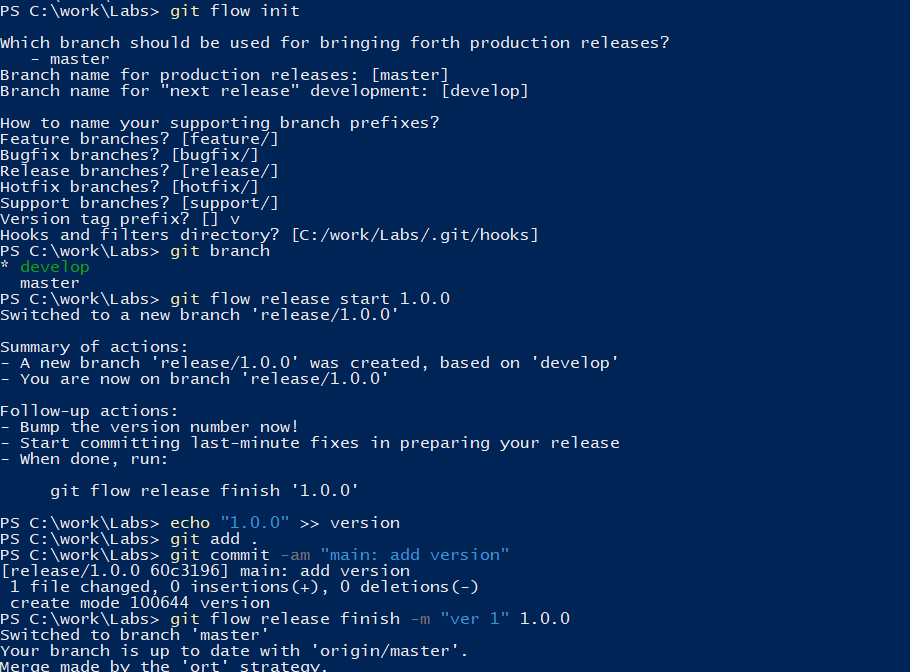 PS C:\work\Labs> git flow init
Which branch should be used for bringing forth production releases?
- master
Branch name for production releases: [master]
Branch name for "next release" development: [develop]
How to name your supporting branch prefixes?
Feature branches? [feature/]
Bugfix branches? [bugfix/]
Release branches? [release/]
Hotfix branches? [hotfix/]
Support branches? [support/]
Version tag prefix? [] v
Hooks and filters directory? [C:/work/Labs/.git/hooks]
PS C:\work\Labs> git branch
* develop
master
PS C:\work\Labs> git flow release start 1.0.0
Switched to a new branch 'release/1.0.0'
Summary of actions:
- A new branch 'release/1.0.0' was created, based on 'develop'
- You are now on branch 'release/1.0.0'
Follow-up actions:
- Bump the version number now!
- Start committing last-minute fixes in preparing your release
- When done, run:
git flow release finish '1.0.0'
PS C:\work\Labs> echo "1.0.0" >> version
PS C:\work\Labs> git add .
PS C:\work\Labs> git commit -am "main: add version"
[release/1.0.0 60c3196] main: add version
1 file changed, 0 insertions(+), 0 deletions(-)
create mode 100644 version
PS C:\work\Labs> git flow release finish -m "ver 1" 1.0.0
Switched to branch 'master'
Your branch is up to date with 'origin/master'.
Merge made by the 'ort' strategy.